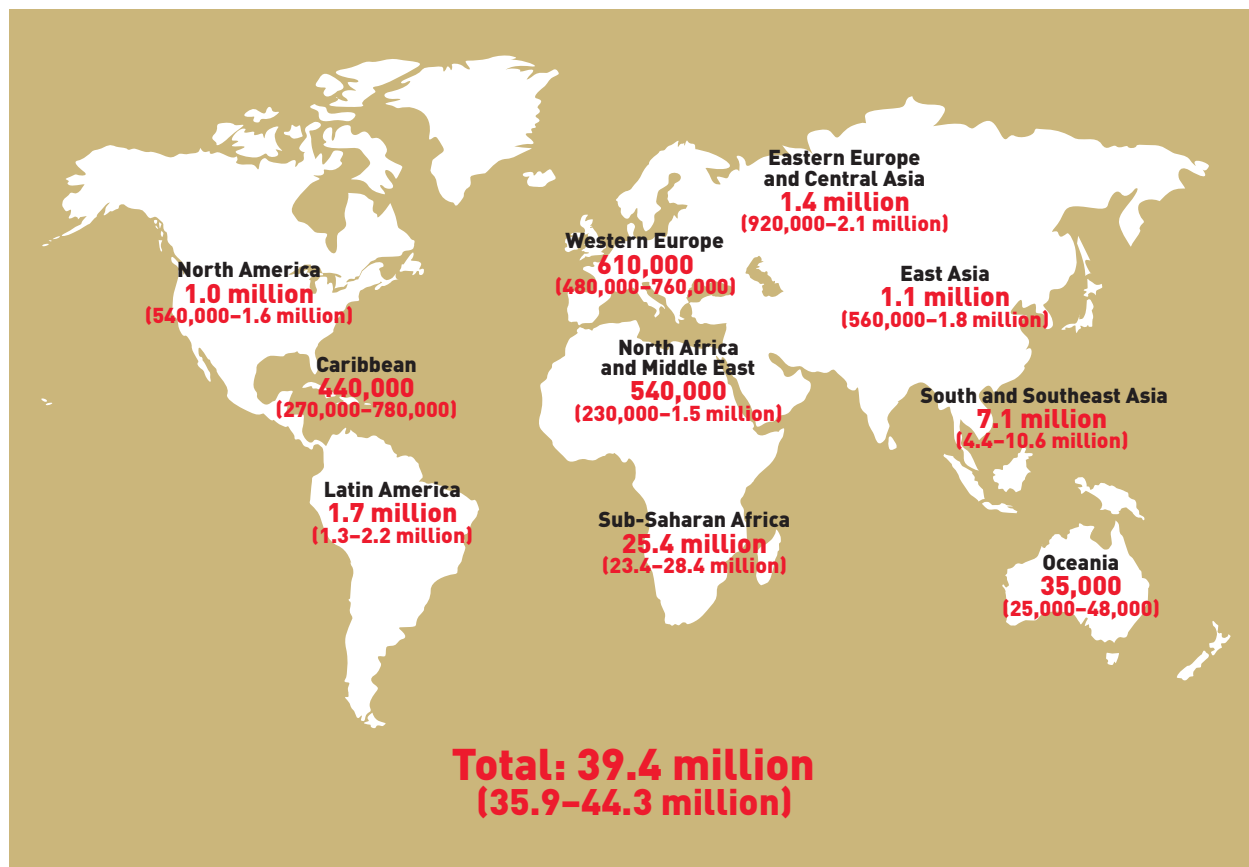 Eastern Europe
and Central Asia
1.4 million
(920,000–2.1 million)
Western Europe
610,000
(480,000–760,000)
North America
1.0 million
(540,000–1.6 million)
East Asia
1.1 million
(560,000–1.8 million)
North Africa
and Middle East
540,000
(230,000–1.5 million)
Caribbean
440,000
(270,000–780,000)
South and Southeast Asia
7.1 million
(4.4–10.6 million)
Latin America
1.7 million
(1.3–2.2 million)
Sub-Saharan Africa
25.4 million
(23.4–28.4 million)
Oceania
35,000
(25,000–48,000)
Total: 39.4 million
(35.9–44.3 million)